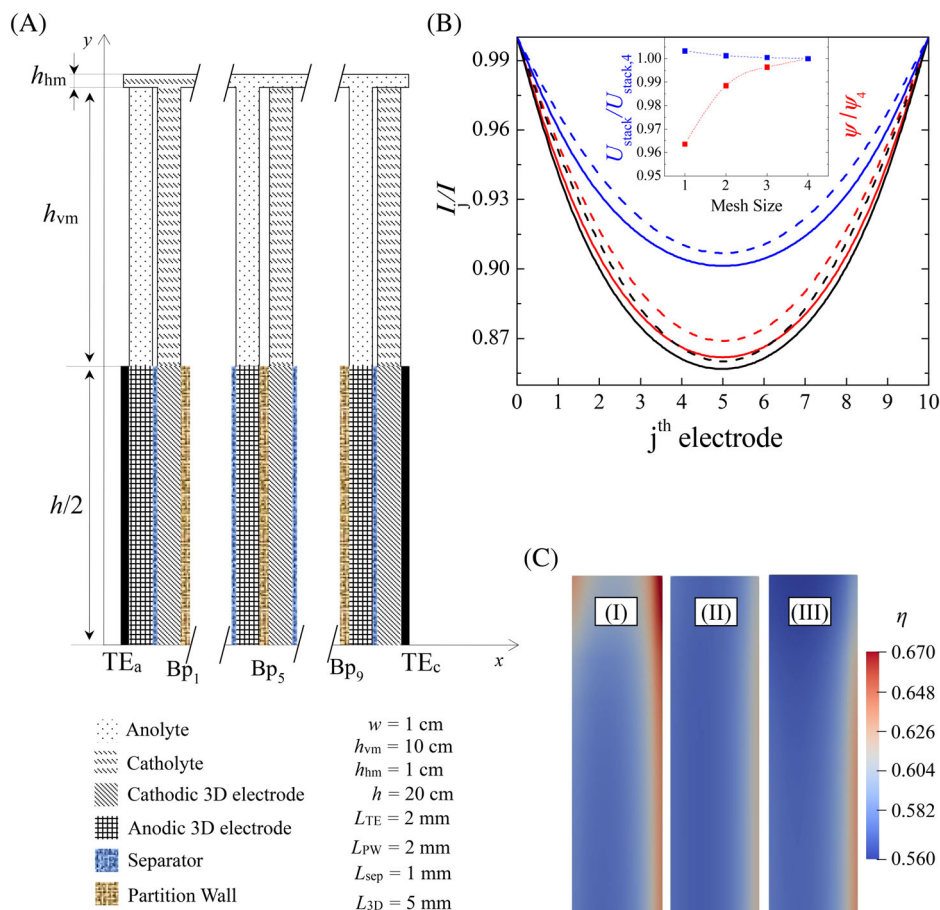 (A)
y
h_hm
h_vm
h/2
TE_a
Bp_1
Bp_5
Bp_9
TE_c
x
Anolyte
Catholyte
Cathodic 3D electrode
Anodic 3D electrode
Separator
Partition Wall
w = 1 cm
h_vm = 10 cm
h_hm = 1 cm
h = 20 cm
L_TE = 2 mm
L_PW = 2 mm
L_sep = 1 mm
L_3D = 5 mm
(B)
I_j/I
0.99
0.96
0.93
0.90
0.87
0 1 2 3 4 5 6 7 8 9 10
j^th electrode
U_stack/U_stack,4
1.00
0.99
0.98
0.97
0.96
0.95
1 2 3 4
Mesh Size
ψ/ψ_4
(C)
(I)
(II)
(III)
η
0.670
0.648
0.626
0.604
0.582
0.560